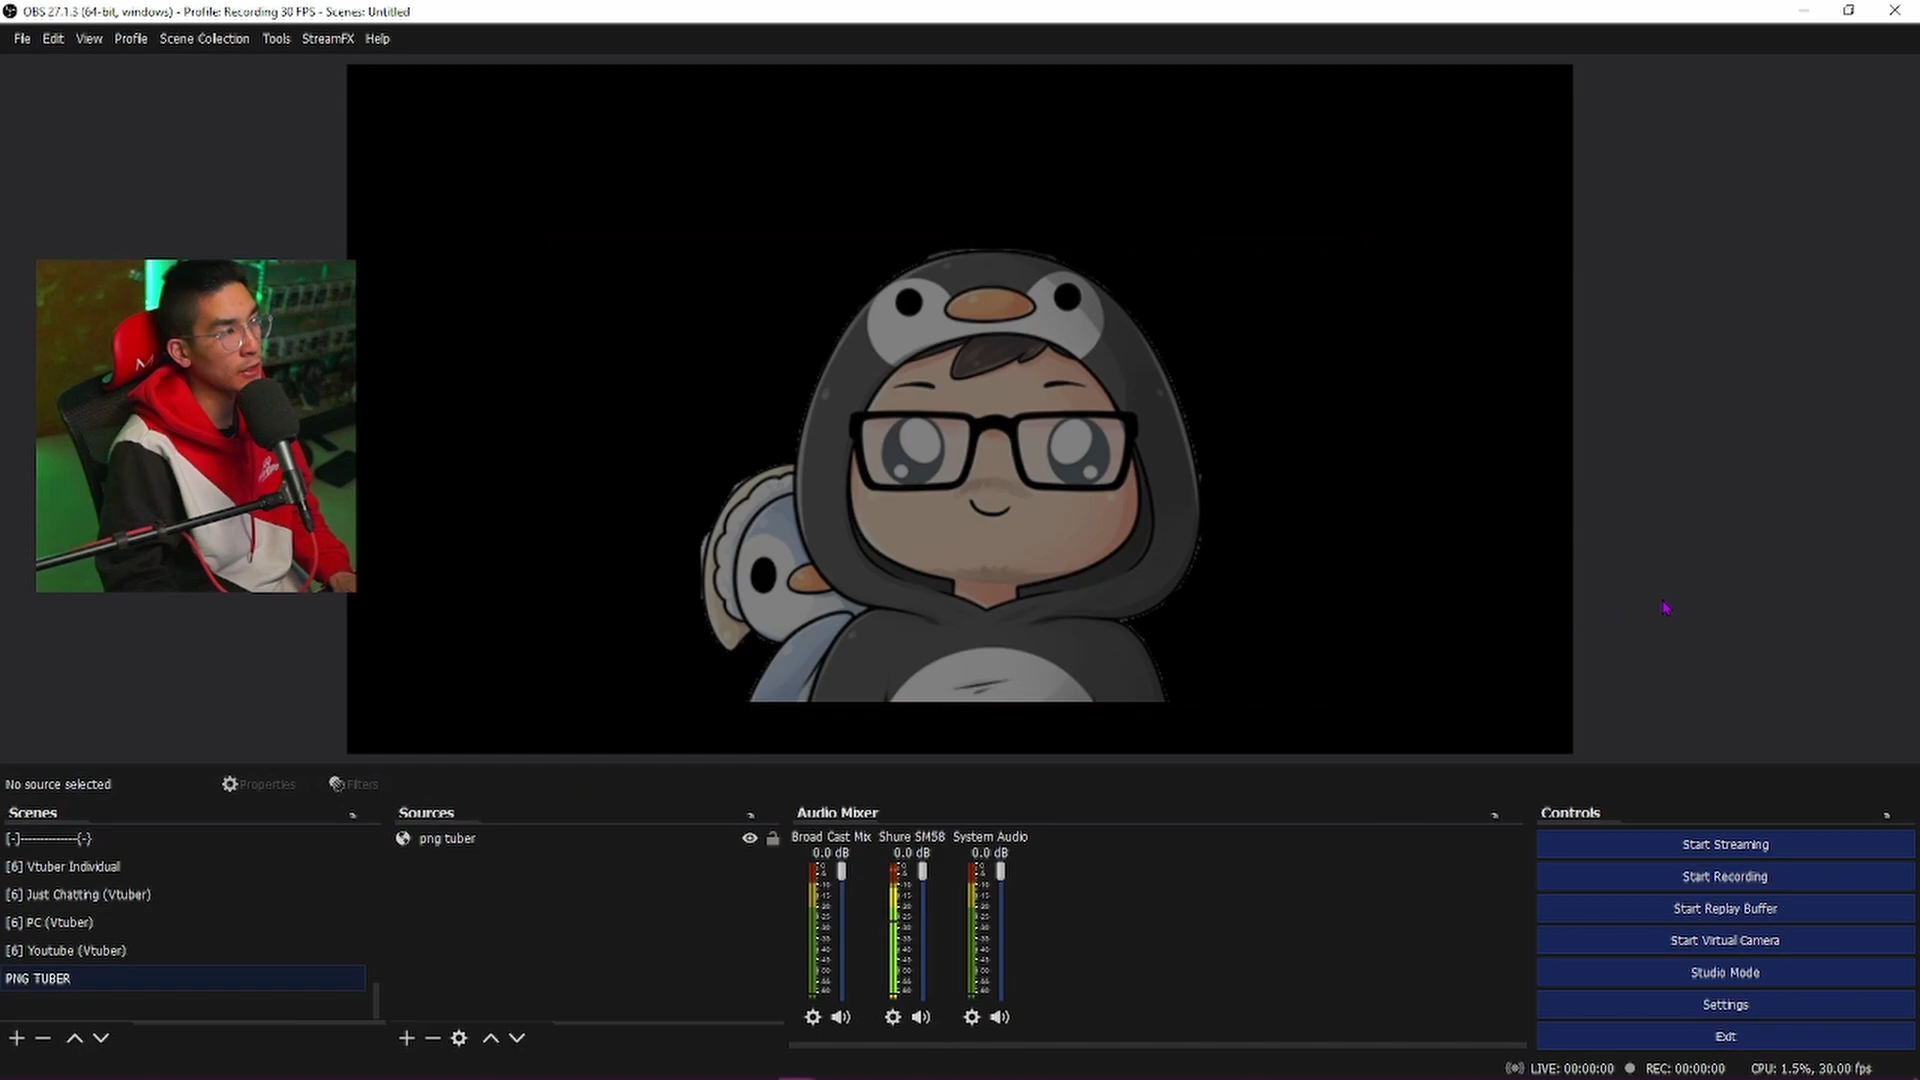 OBS 27.1.3 (64-bit, windows) - Profile: Recording 30 FPS - Scenes: Untitled
File Edit View Profile Scene Collection Tools StreamFX Help
No source selected Properties Filters
Scenes
[-]--------------{-}
[6] Vtuber Individual
[6] Just Chatting (Vtuber)
[6] PC (Vtuber)
[6] Youtube (Vtuber)
PNG TUBER
Sources
png tuber
Audio Mixer
Broad Cast Mix Shure SM58 System Audio
0.0 dB 0.0 dB 0.0 dB
Controls
Start Streaming
Start Recording
Start Replay Buffer
Start Virtual Camera
Studio Mode
Settings
Exit
LIVE: 00:00:00 REC: 00:00:00 CPU: 1.5%, 30.00 fps